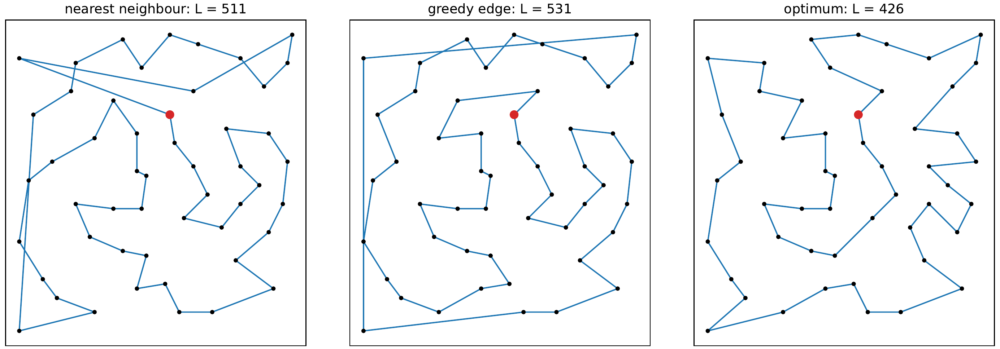 nearest neighbour: L = 511
greedy edge: L = 531
optimum: L = 426